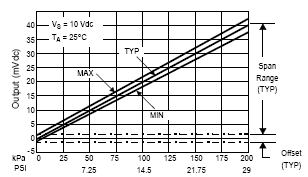 VS = 10 Vdc
TA = 25°C
TYP
MAX
MIN
Span
Range
(TYP)
Offset
(TYP)
Output (mVdc)
40
35
30
25
20
15
10
5
0
-5
kPa 0 25 50 75 100 125 150 175 200
PSI 7.25 14.5 21.75 29